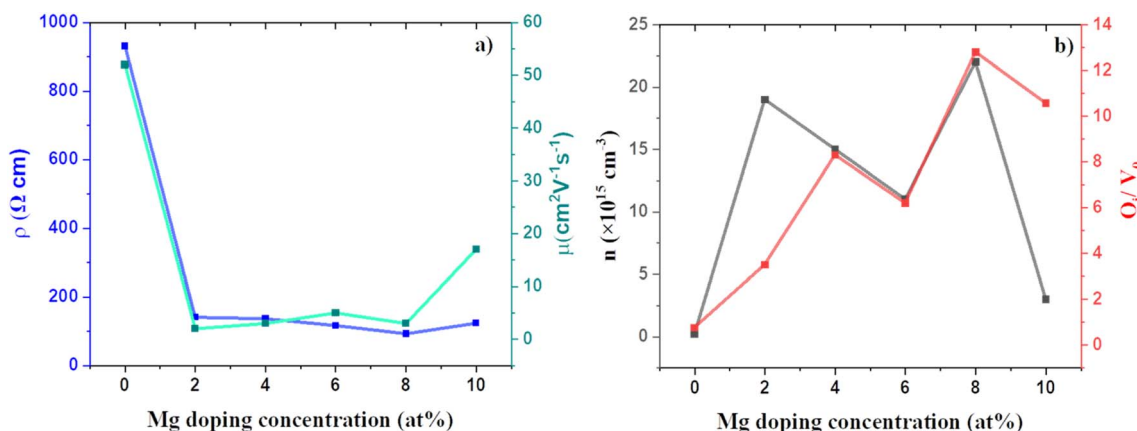 a)
ρ (Ω cm)
1000
800
600
400
200
0
60
50
40
30
20
10
0
μ(cm²V⁻¹s⁻¹)
0 2 4 6 8 10
Mg doping concentration (at%)
b)
n (×10¹⁵ cm⁻³)
25
20
15
10
5
0
14
12
10
8
6
4
2
0
Oᵢ/ V₀
0 2 4 6 8 10
Mg doping concentration (at%)